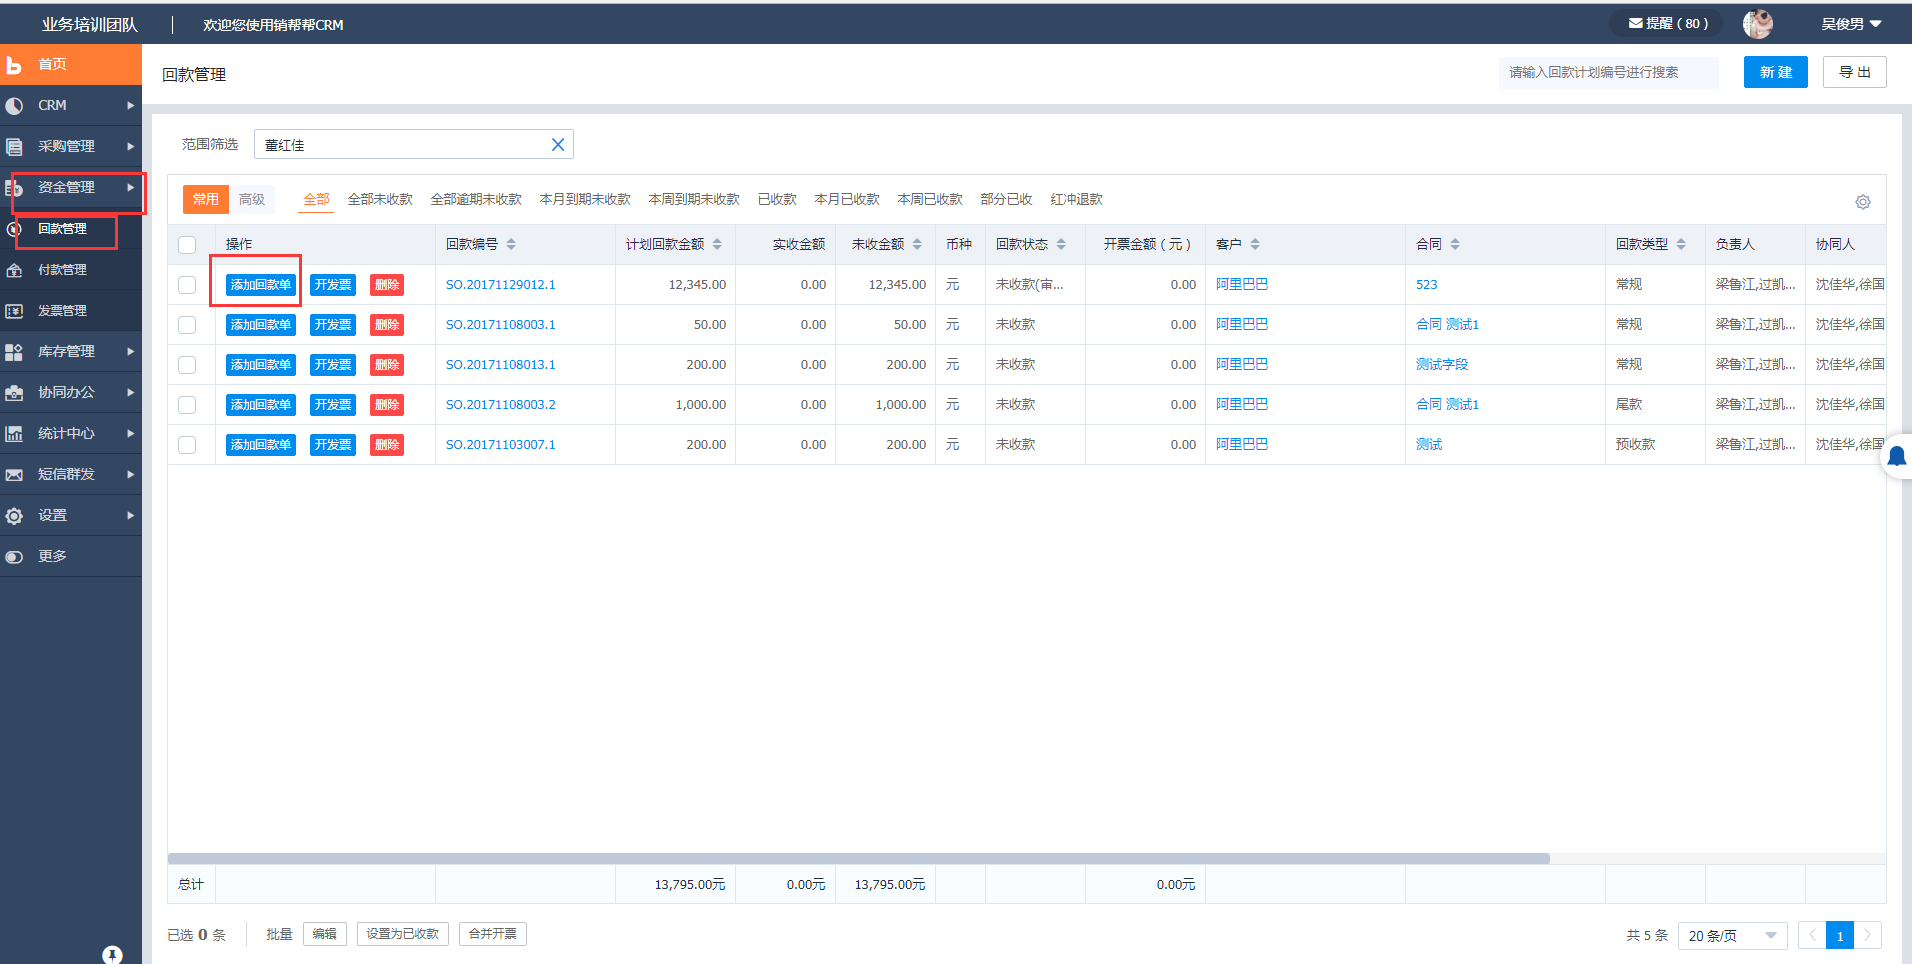 业务培训团队 欢迎您使用销帮帮CRM 提醒 ( 80 ) 吴俊男
首页
CRM
采购管理
资金管理
回款管理
付款管理
发票管理
库存管理
协同办公
统计中心
短信群发
设置
更多
回款管理 请输入回款计划编号进行搜索 新 建 导 出
范围筛选 董红佳
常用 高级 全部 全部未收款 全部逾期未收款 本月到期未收款 本周到期未收款 已收款 本月已收款 本周已收款 部分已收 红冲退款
操作 回款编号 计划回款金额 实收金额 未收金额 币种 回款状态 开票金额 ( 元 ) 客户 合同 回款类型 负责人 协同人
添加回款单 开发票 删除 SO.20171129012.1 12,345.00 0.00 12,345.00 元 未收款(审... 0.00 阿里巴巴 523 常规 梁鲁江,过凯... 沈佳华,徐国
添加回款单 开发票 删除 SO.20171108003.1 50.00 0.00 50.00 元 未收款 0.00 阿里巴巴 合同 测试1 常规 梁鲁江,过凯... 沈佳华,徐国
添加回款单 开发票 删除 SO.20171108013.1 200.00 0.00 200.00 元 未收款 0.00 阿里巴巴 测试字段 常规 梁鲁江,过凯... 沈佳华,徐国
添加回款单 开发票 删除 SO.20171108003.2 1,000.00 0.00 1,000.00 元 未收款 0.00 阿里巴巴 合同 测试1 尾款 梁鲁江,过凯... 沈佳华,徐国
添加回款单 开发票 删除 SO.20171103007.1 200.00 0.00 200.00 元 未收款 0.00 阿里巴巴 测试 预收款 梁鲁江,过凯... 沈佳华,徐国
总计 13,795.00元 0.00元 13,795.00元 0.00元
已选 0 条 批量 编辑 设置为已收款 合并开票 共 5 条 20 条/页 1